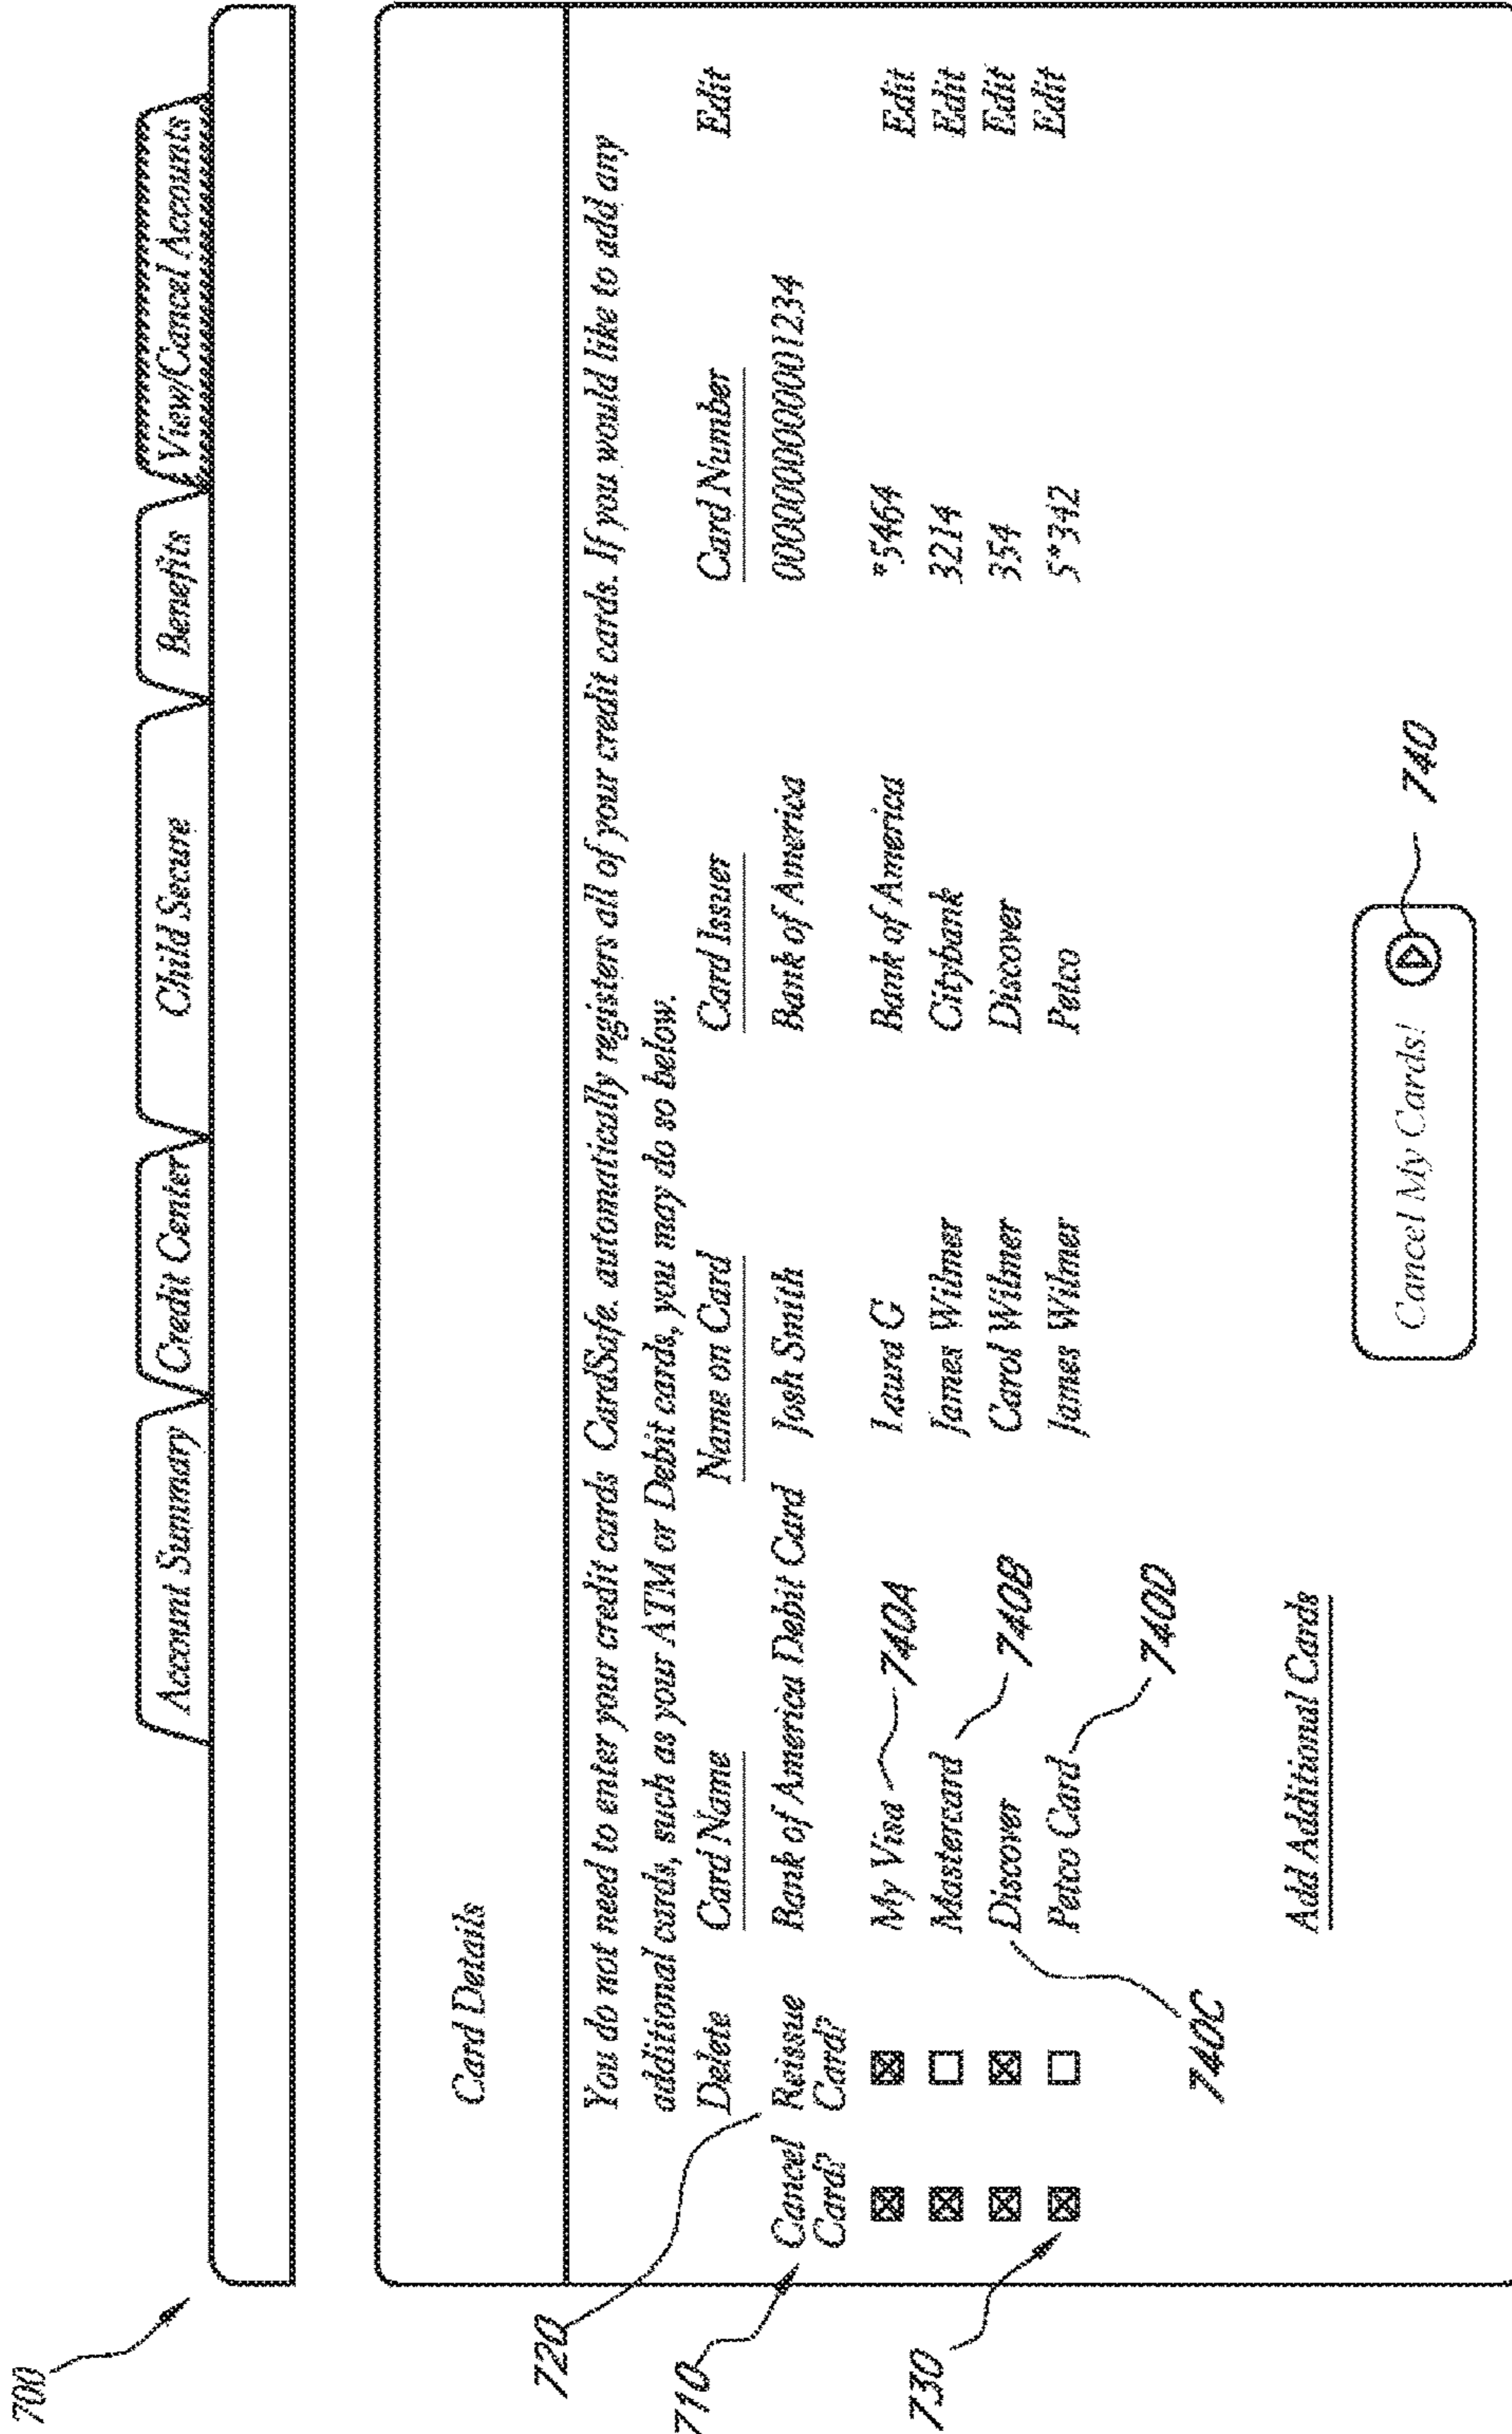 700
Account Summary Credit Center Child Secure Benefits View/Cancel Accounts
Card Details
You do not need to enter your credit cards CardSafe. automatically registers all of your credit cards. If you would like to add any
additional cards, such as your ATM or Debit cards, you may do so below.
Delete Card Name Name on Card Card Issuer Card Number Edit
720
710
Cancel Reissue Bank of America Debit Card Josh Smith Bank of America 0000000000001234
Card? Card?
My Visa 740A Laura G Bank of America *5464 Edit
Mastercard James Wilmer Citybank 3214 Edit
740B
Discover Carol Wilmer Discover 354 Edit
730
Petco Card James Wilmer Petco 5*342 Edit
740D
740C
Add Additional Cards
Cancel My Cards! 740